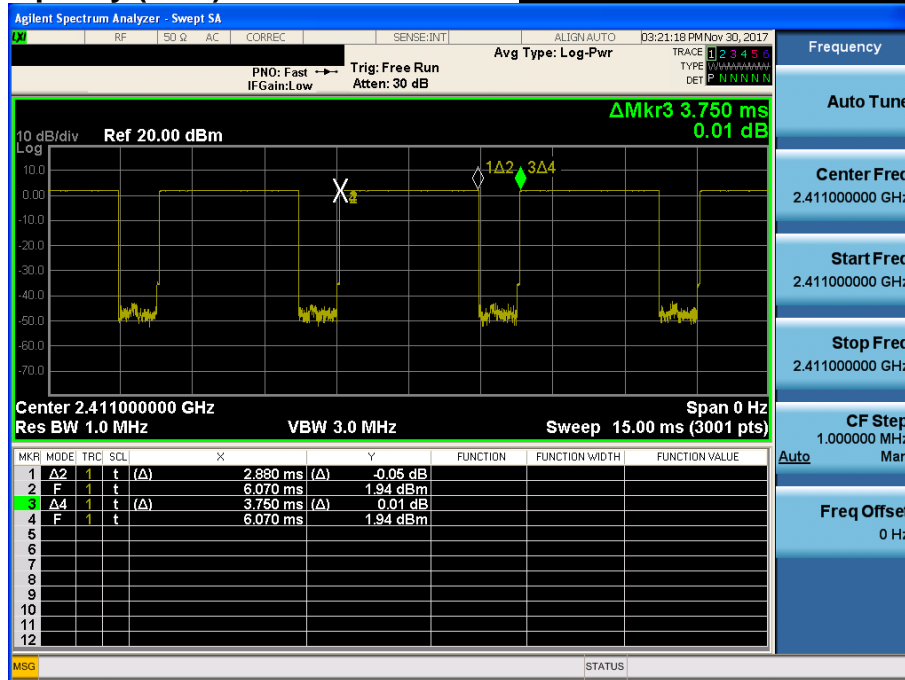 Agilent Spectrum Analyzer - Swept SA
LXI RF 50 Ω AC CORREC SENSE:INT ALIGN AUTO 03:21:18 PM Nov 30, 2017
Avg Type: Log-Pwr TRACE 1 2 3 4 5 6
PNO: Fast Trig: Free Run TYPE WWWWWW
IFGain:Low Atten: 30 dB DET P N N N N N
ΔMkr3 3.750 ms
10 dB/div Ref 20.00 dBm 0.01 dB
Log
10.0
0.00
-10.0
-20.0
-30.0
-40.0
-50.0
-60.0
-70.0
1Δ2 3Δ4
X
Center 2.411000000 GHz Span 0 Hz
Res BW 1.0 MHz VBW 3.0 MHz Sweep 15.00 ms (3001 pts)
MKR MODE TRC SCL X Y FUNCTION FUNCTION WIDTH FUNCTION VALUE
1 Δ2 1 t (Δ) 2.880 ms (Δ) -0.05 dB
2 F 1 t 6.070 ms 1.94 dBm
3 Δ4 1 t (Δ) 3.750 ms (Δ) 0.01 dB
4 F 1 t 6.070 ms 1.94 dBm
5
6
7
8
9
10
11
12
MSG STATUS
Frequency
Auto Tune
Center Freq
2.411000000 GHz
Start Freq
2.411000000 GHz
Stop Freq
2.411000000 GHz
CF Step
1.000000 MHz
Auto Man
Freq Offset
0 Hz